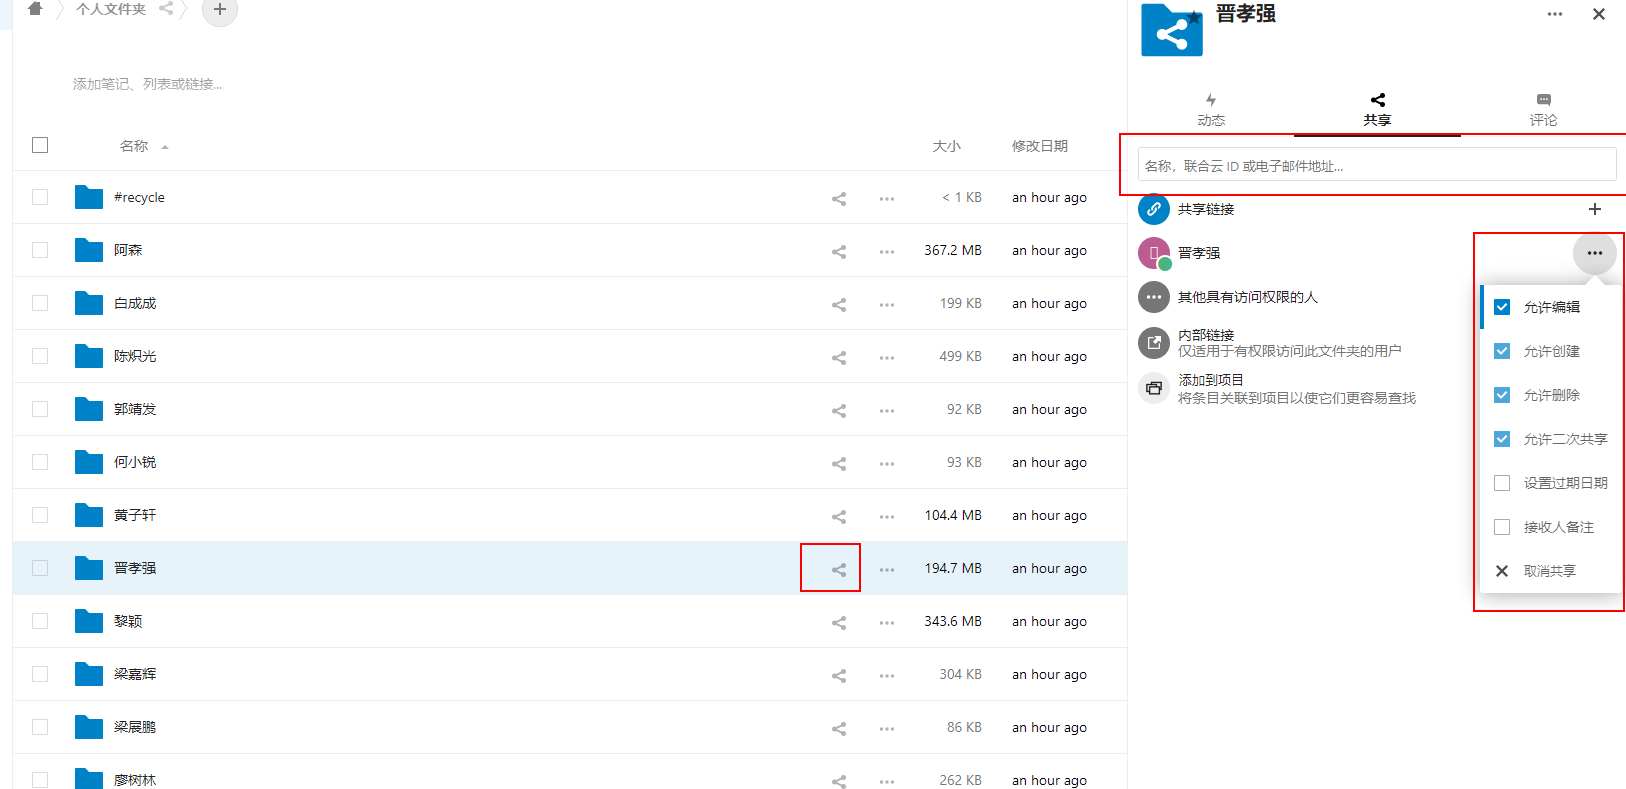 个人文件夹
添加笔记、列表或链接...
名称 大小 修改日期
#recycle < 1 KB an hour ago
阿森 367.2 MB an hour ago
白成成 199 KB an hour ago
陈炽光 499 KB an hour ago
郭靖发 92 KB an hour ago
何小锐 93 KB an hour ago
黄子轩 104.4 MB an hour ago
晋孝强 194.7 MB an hour ago
黎颖 343.6 MB an hour ago
梁嘉辉 304 KB an hour ago
梁展鹏 86 KB an hour ago
廖树林 262 KB an hour ago
晋孝强
动态 共享 评论
名称，联合云 ID 或电子邮件地址...
共享链接
晋孝强
其他具有访问权限的人
内部链接
仅适用于有权限访问此文件夹的用户
添加到项目
将条目关联到项目以使它们更容易查找
允许编辑
允许创建
允许删除
允许二次共享
设置过期日期
接收人备注
取消共享